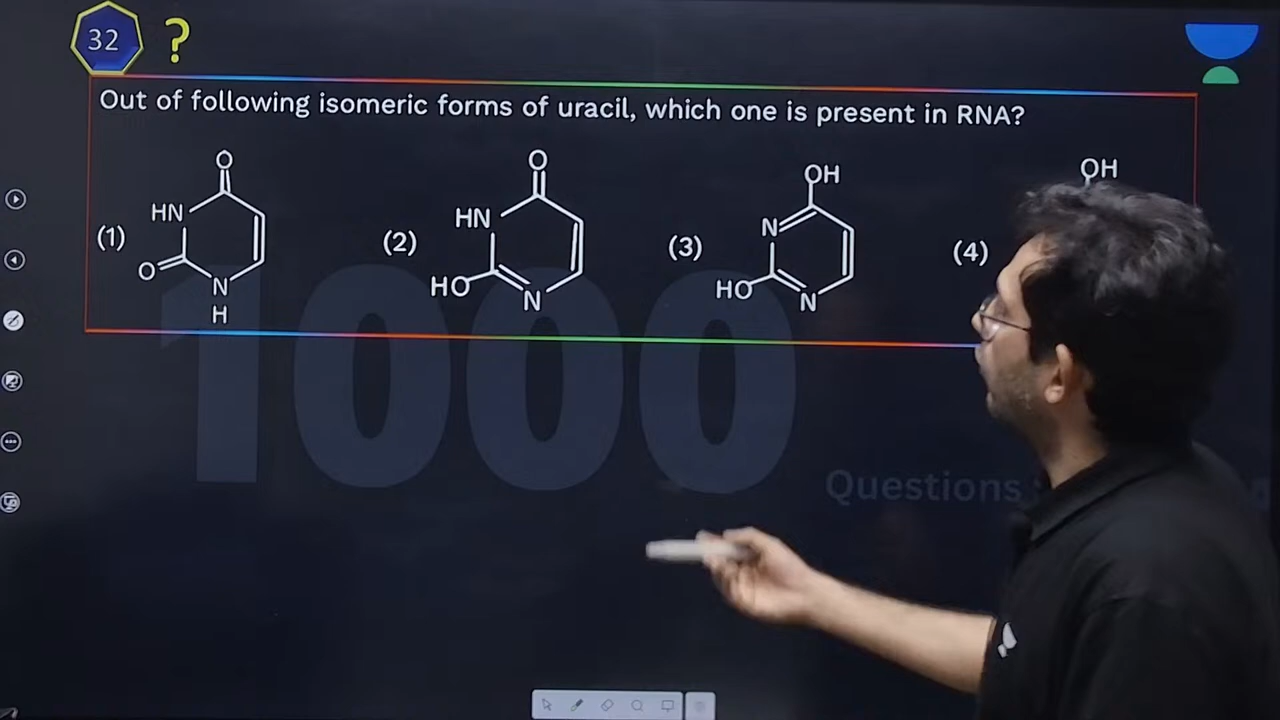 32 ?
Out of following isomeric forms of uracil, which one is present in RNA?
(1) O HN O N H
(2) O HN HO N
(3) OH N HO N
(4) OH
1000
Questions